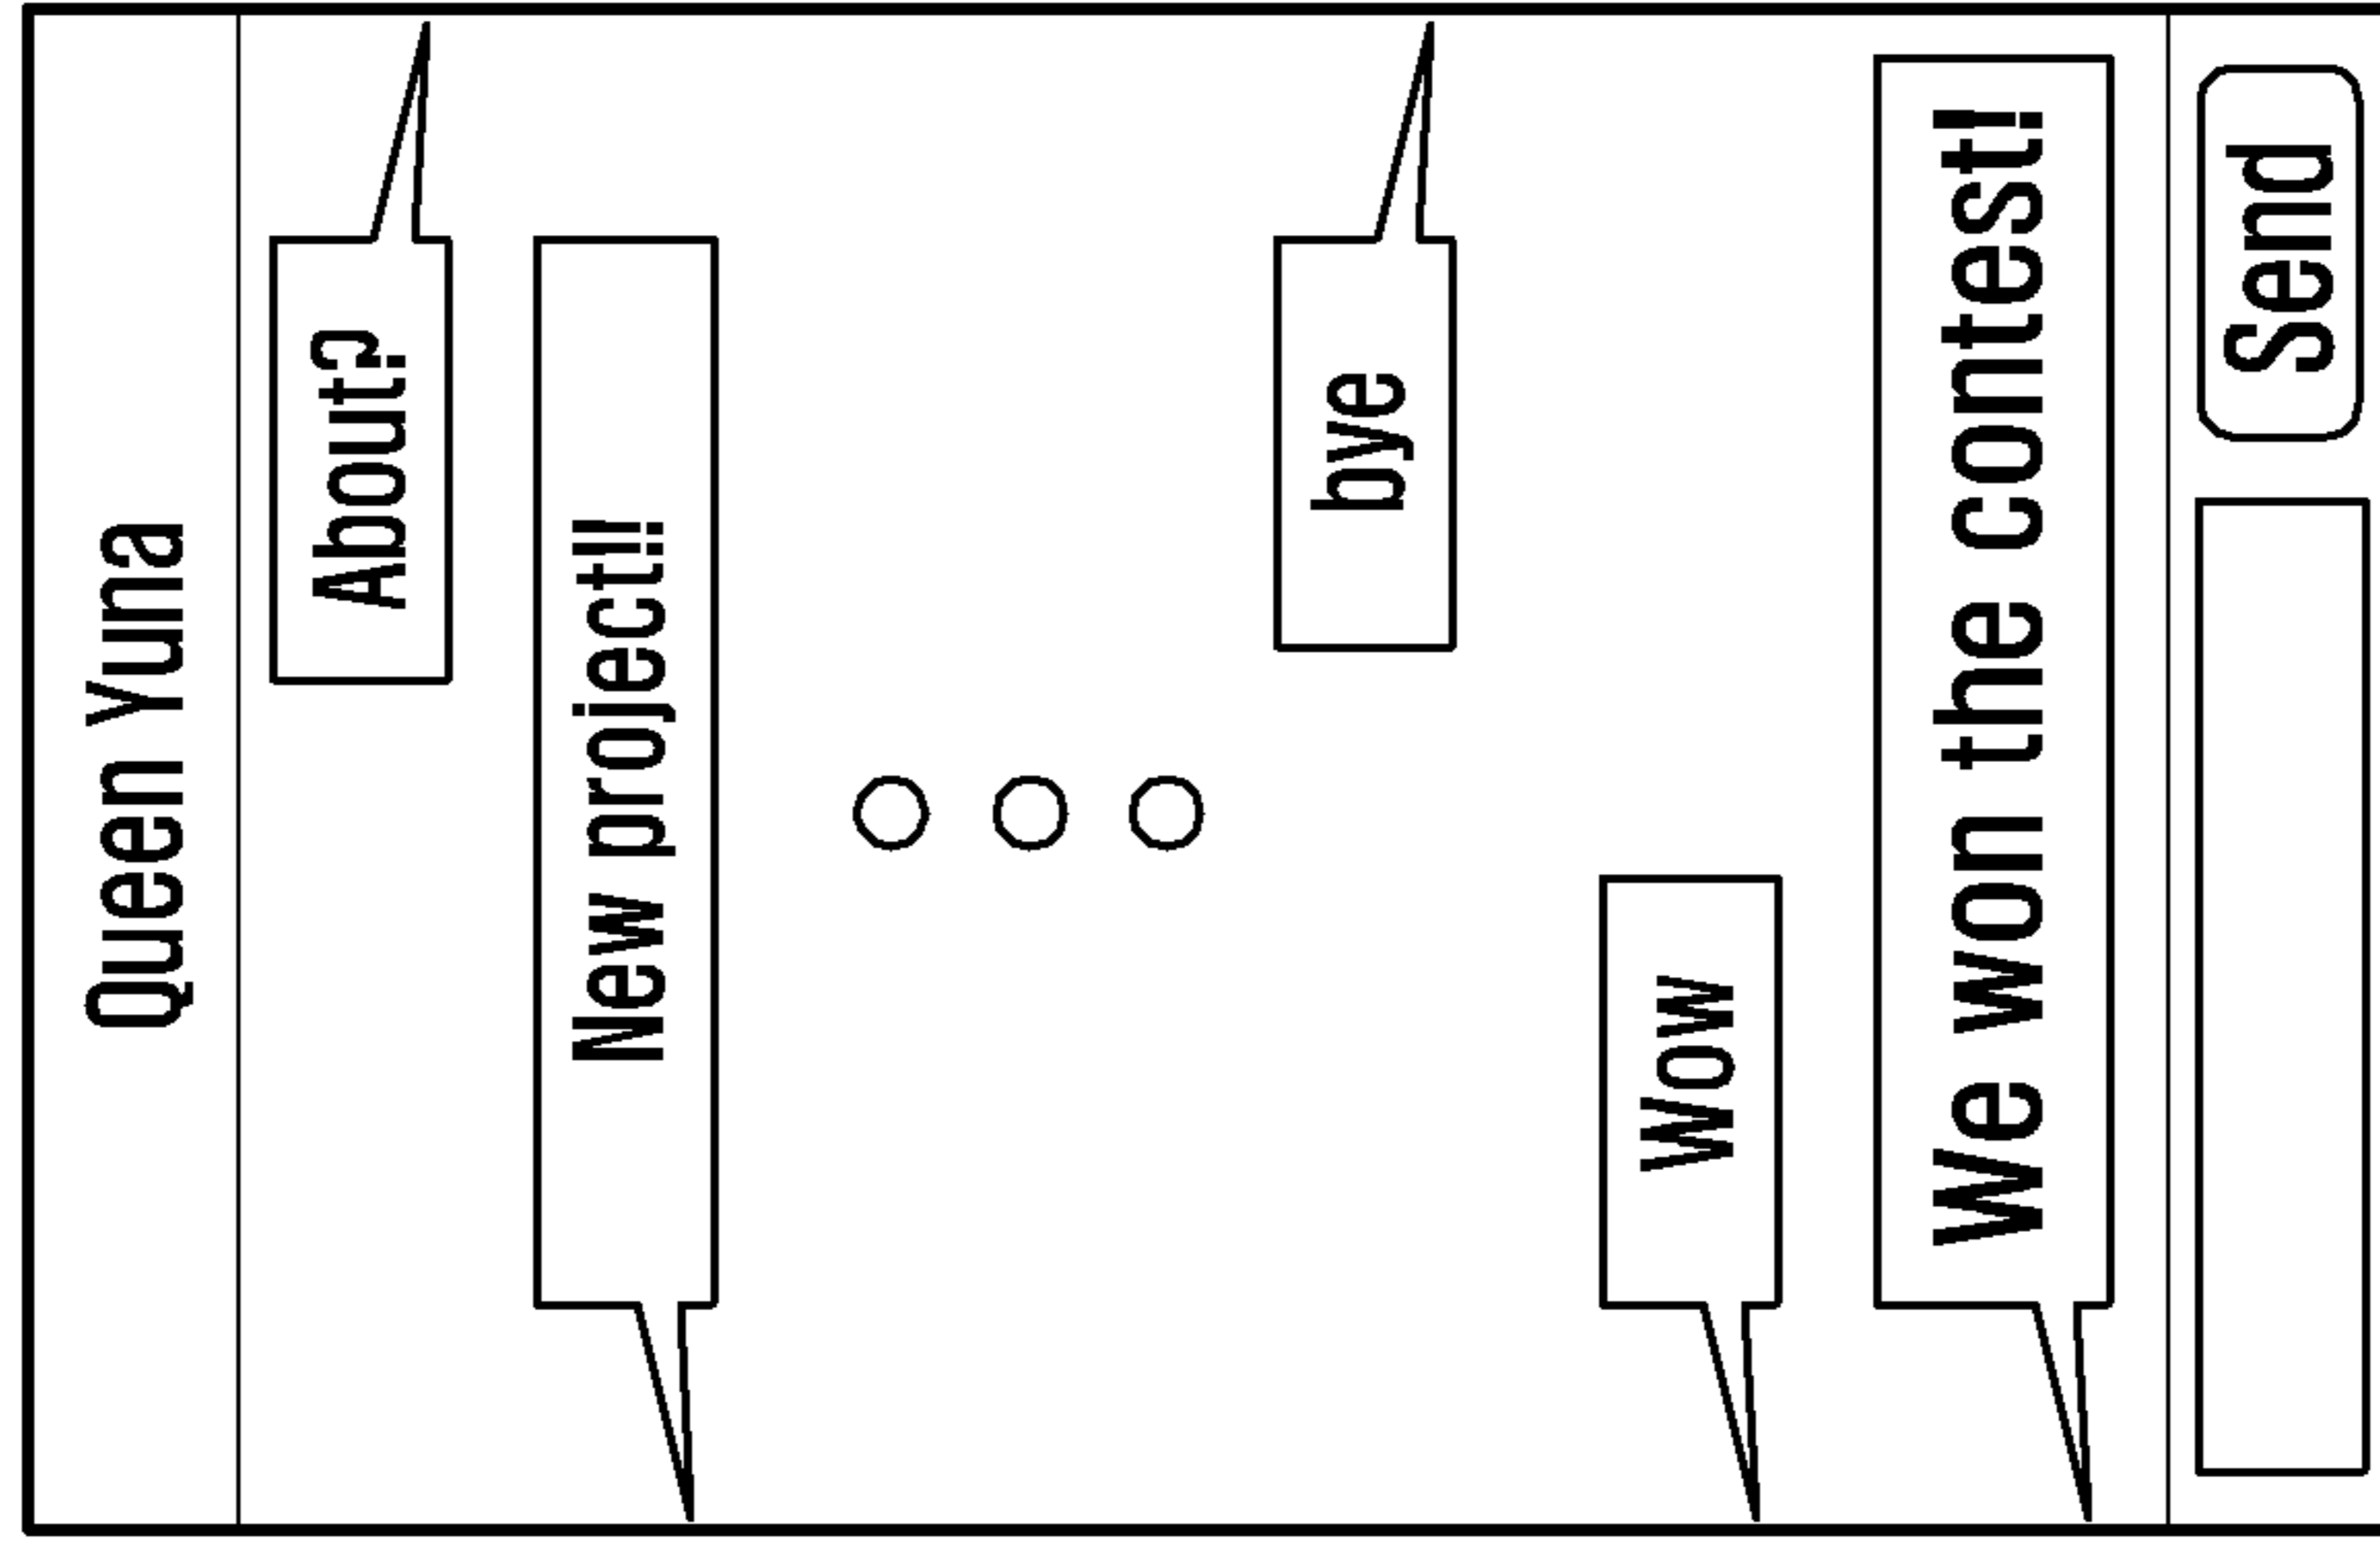 Queen Yuna
About?
New project!!
bye
Wow
We won the contest!
Send